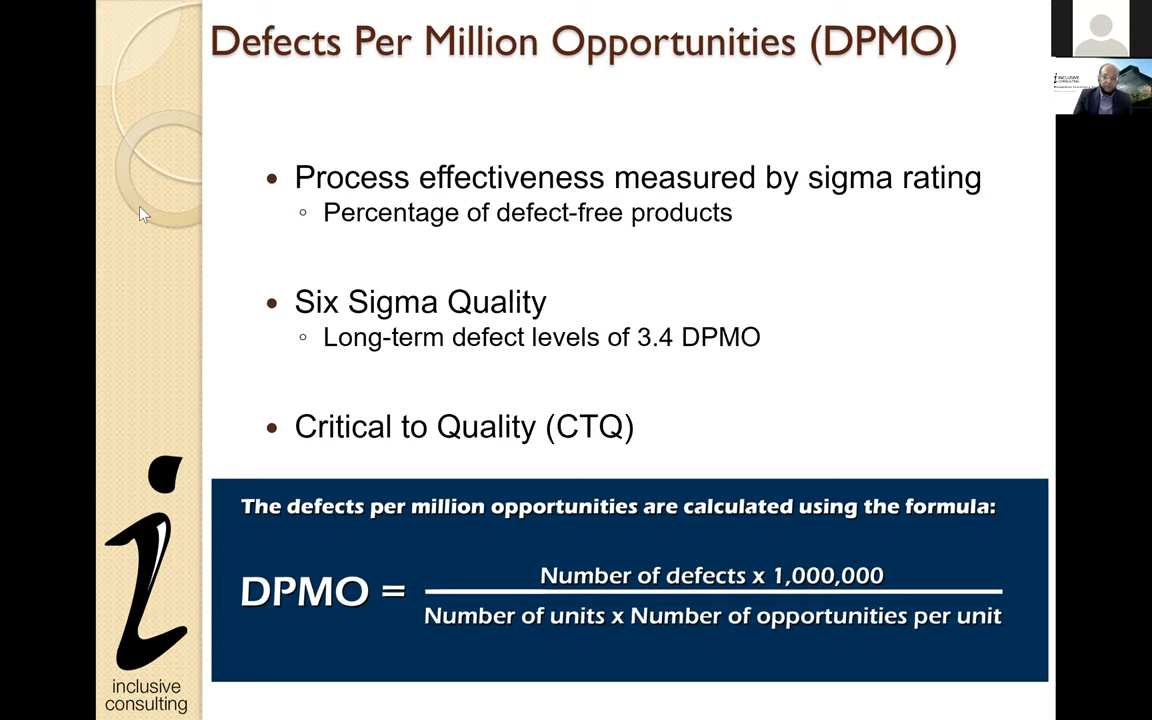 Defects Per Million Opportunities (DPMO)
INCLUSIVE
CONSULTING
Process effectiveness measured by sigma rating
Percentage of defect-free products
Six Sigma Quality
Long-term defect levels of 3.4 DPMO
Critical to Quality (CTQ)
The defects per million opportunities are calculated using the formula:
DPMO =
Number of defects x 1,000,000
Number of units x Number of opportunities per unit
inclusive
consulting